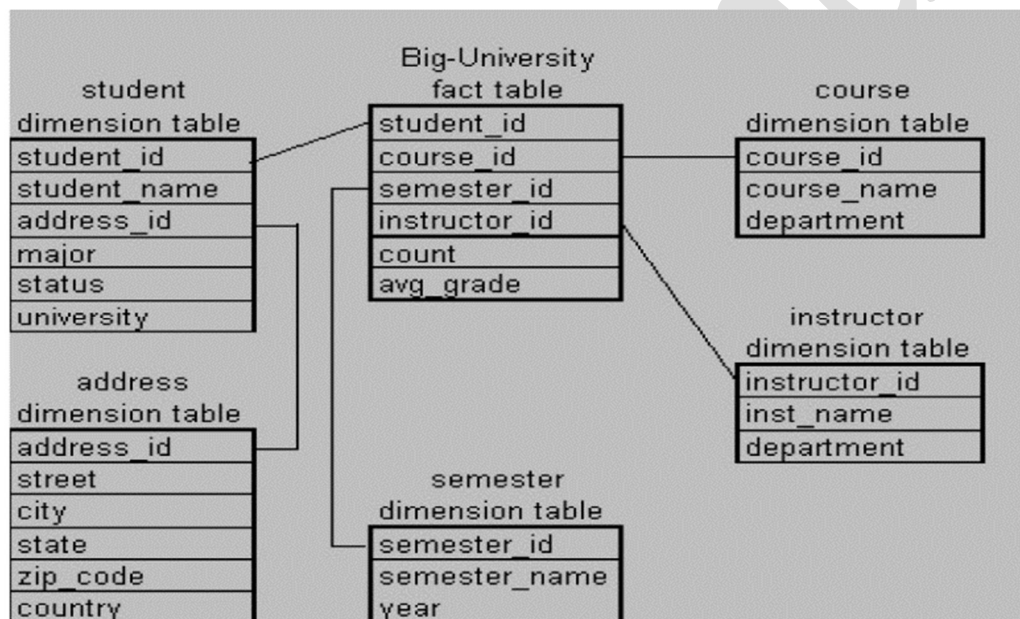 Big-University
fact table
student_id
course_id
semester_id
instructor_id
count
avg_grade
student
dimension table
student_id
student_name
address_id
major
status
university
address
dimension table
address_id
street
city
state
zip_code
country
semester
dimension table
semester_id
semester_name
year
course
dimension table
course_id
course_name
department
instructor
dimension table
instructor_id
inst_name
department